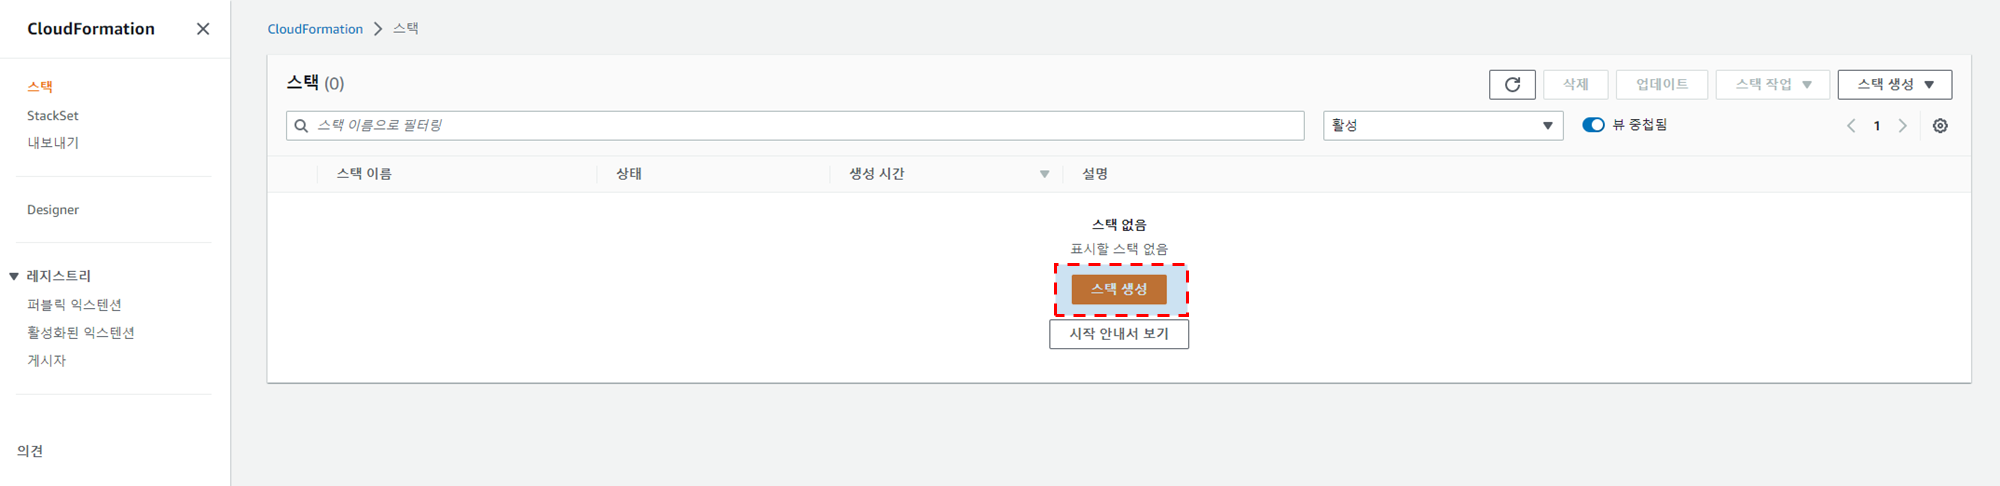 CloudFormation
스택
StackSet
내보내기
Designer
레지스트리
퍼블릭 익스텐션
활성화된 익스텐션
게시자
의견
CloudFormation > 스택
스택 (0)
삭제
업데이트
스택 작업
스택 생성
스택 이름으로 필터링
활성
뷰 중첩됨
1
스택 이름 상태 생성 시간 설명
스택 없음
표시할 스택 없음
스택 생성
시작 안내서 보기